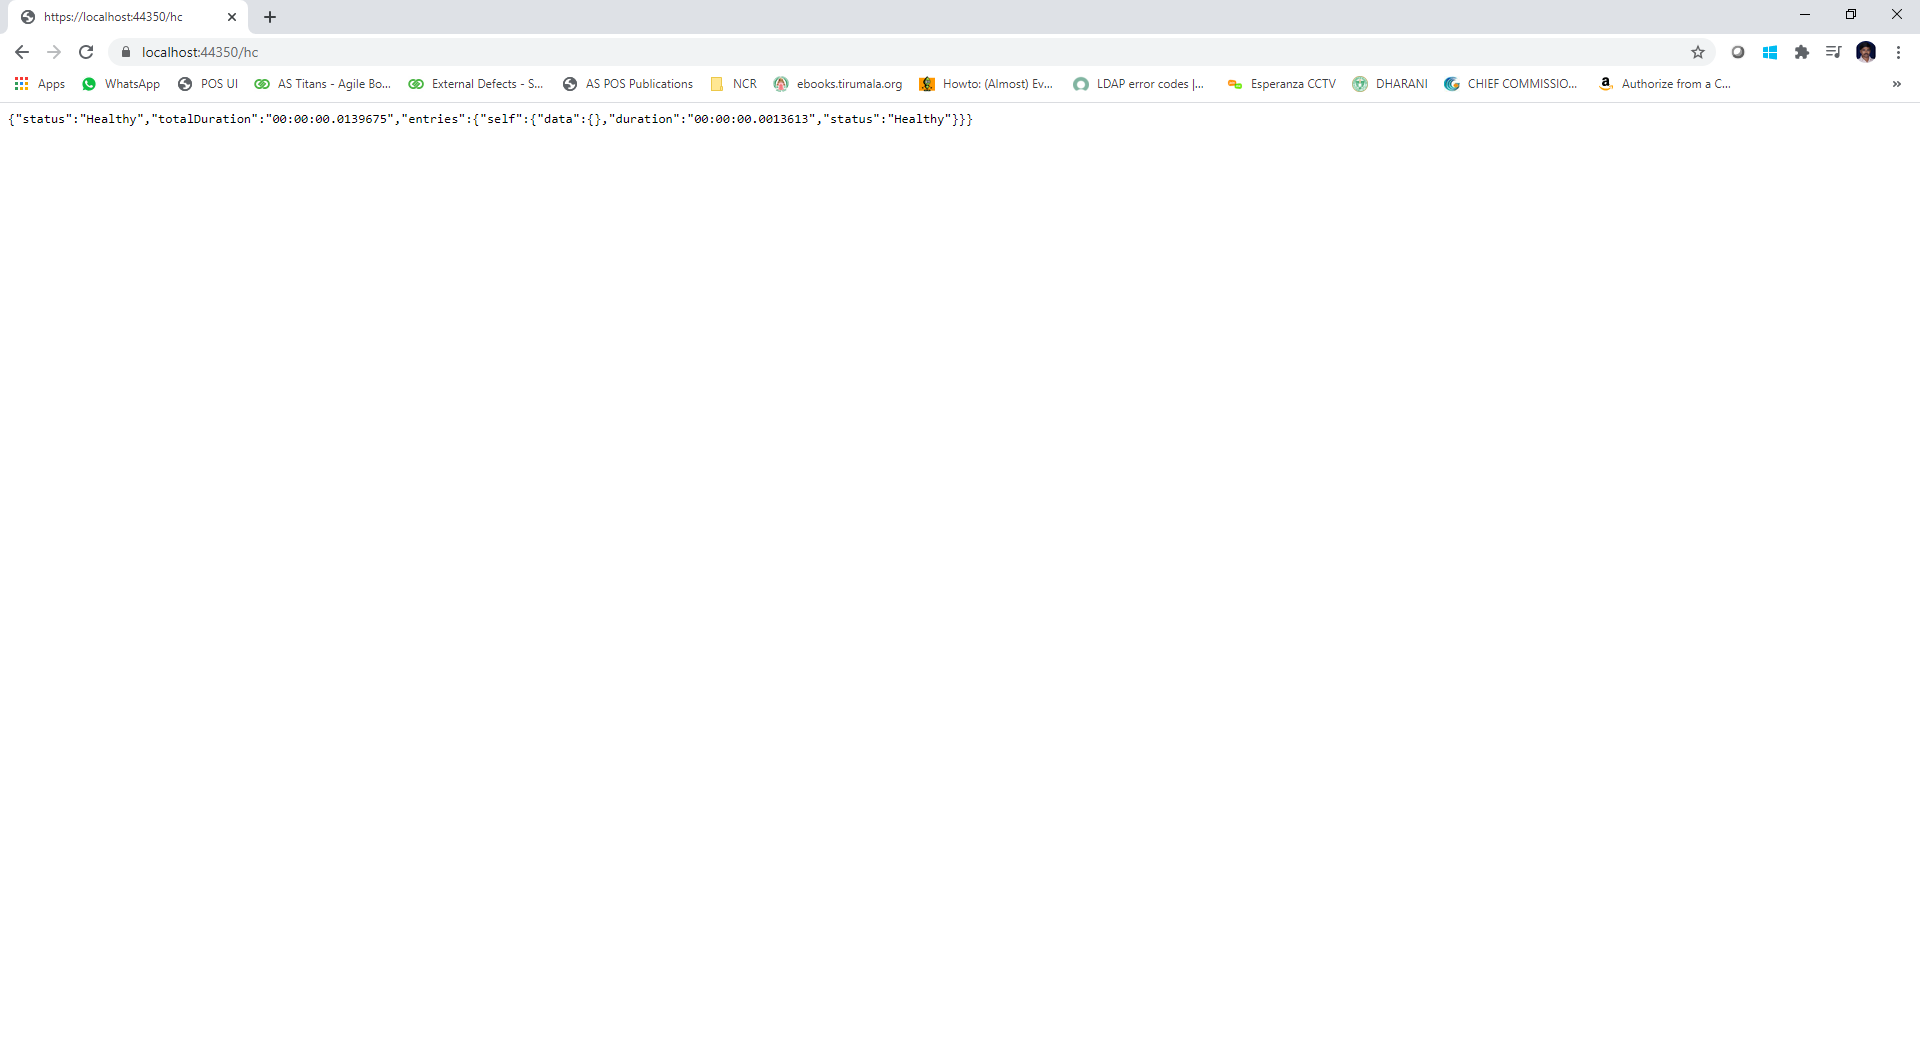 https://localhost:44350/hc
localhost:44350/hc
Apps WhatsApp POS UI AS Titans - Agile Bo... External Defects - S... AS POS Publications NCR ebooks.tirumala.org Howto: (Almost) Ev... LDAP error codes |... Esperanza CCTV DHARANI CHIEF COMMISSIO... Authorize from a C... »
{"status":"Healthy","totalDuration":"00:00:00.0139675","entries":{"self":{"data":{},"duration":"00:00:00.0013613","status":"Healthy"}}}